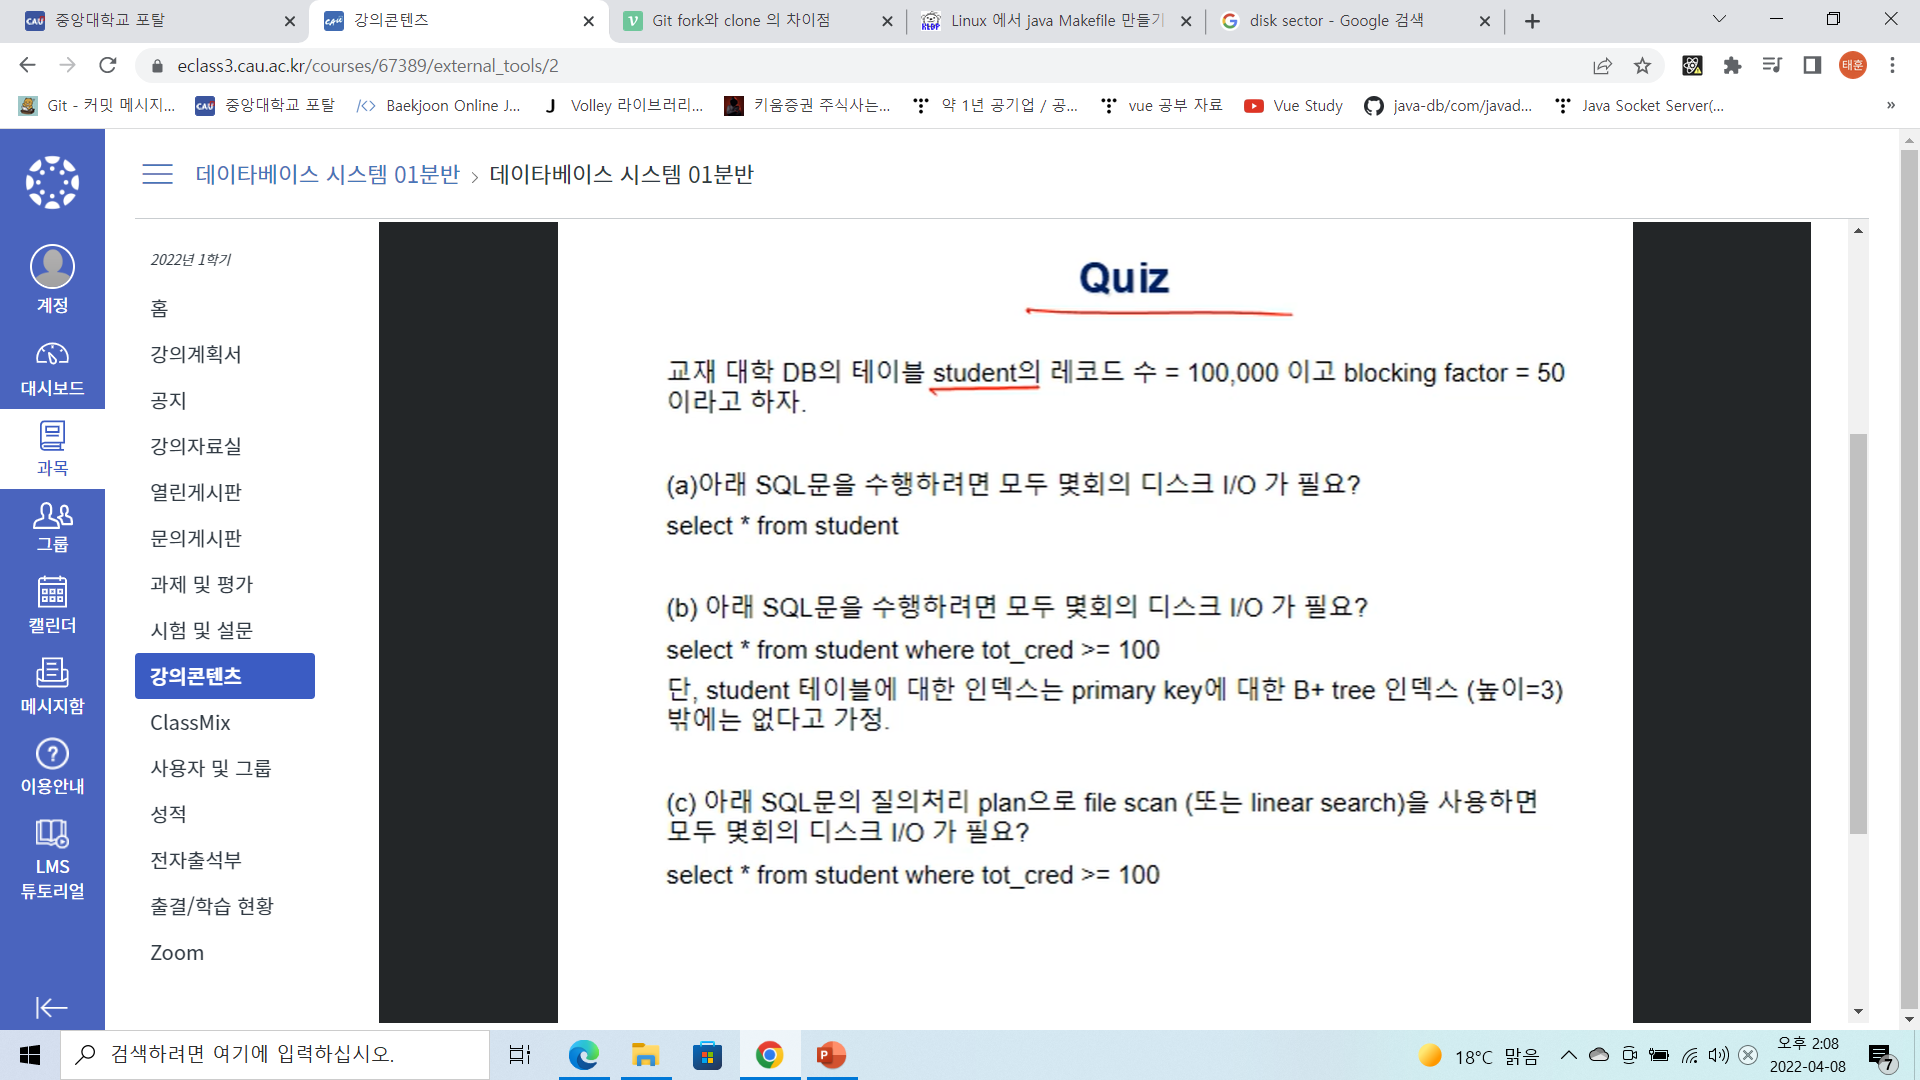 중앙대학교 포탈
강의콘텐츠
Git fork와 clone 의 차이점
Linux 에서 java Makefile 만들기
disk sector - Google 검색
eclass3.cau.ac.kr/courses/67389/external_tools/2
태훈
Git - 커밋 메시지...
중앙대학교 포탈
Baekjoon Online J...
Volley 라이브러리...
키움증권 주식사는...
약 1년 공기업 / 공...
vue 공부 자료
Vue Study
java-db/com/javad...
Java Socket Server(...
»
데이타베이스 시스템 01분반 › 데이타베이스 시스템 01분반
계정
대시보드
과목
그룹
캘린더
메시지함
이용안내
LMS
튜토리얼
2022년 1학기
홈
강의계획서
공지
강의자료실
열린게시판
문의게시판
과제 및 평가
시험 및 설문
강의콘텐츠
ClassMix
사용자 및 그룹
성적
전자출석부
출결/학습 현황
Zoom
Quiz
교재 대학 DB의 테이블 student의 레코드 수 = 100,000 이고 blocking factor = 50
이라고 하자.
(a)아래 SQL문을 수행하려면 모두 몇회의 디스크 I/O 가 필요?
select * from student
(b) 아래 SQL문을 수행하려면 모두 몇회의 디스크 I/O 가 필요?
select * from student where tot_cred >= 100
단, student 테이블에 대한 인덱스는 primary key에 대한 B+ tree 인덱스 (높이=3)
밖에는 없다고 가정.
(c) 아래 SQL문의 질의처리 plan으로 file scan (또는 linear search)을 사용하면
모두 몇회의 디스크 I/O 가 필요?
select * from student where tot_cred >= 100
검색하려면 여기에 입력하십시오.
18°C 맑음
오후 2:08
2022-04-08
7